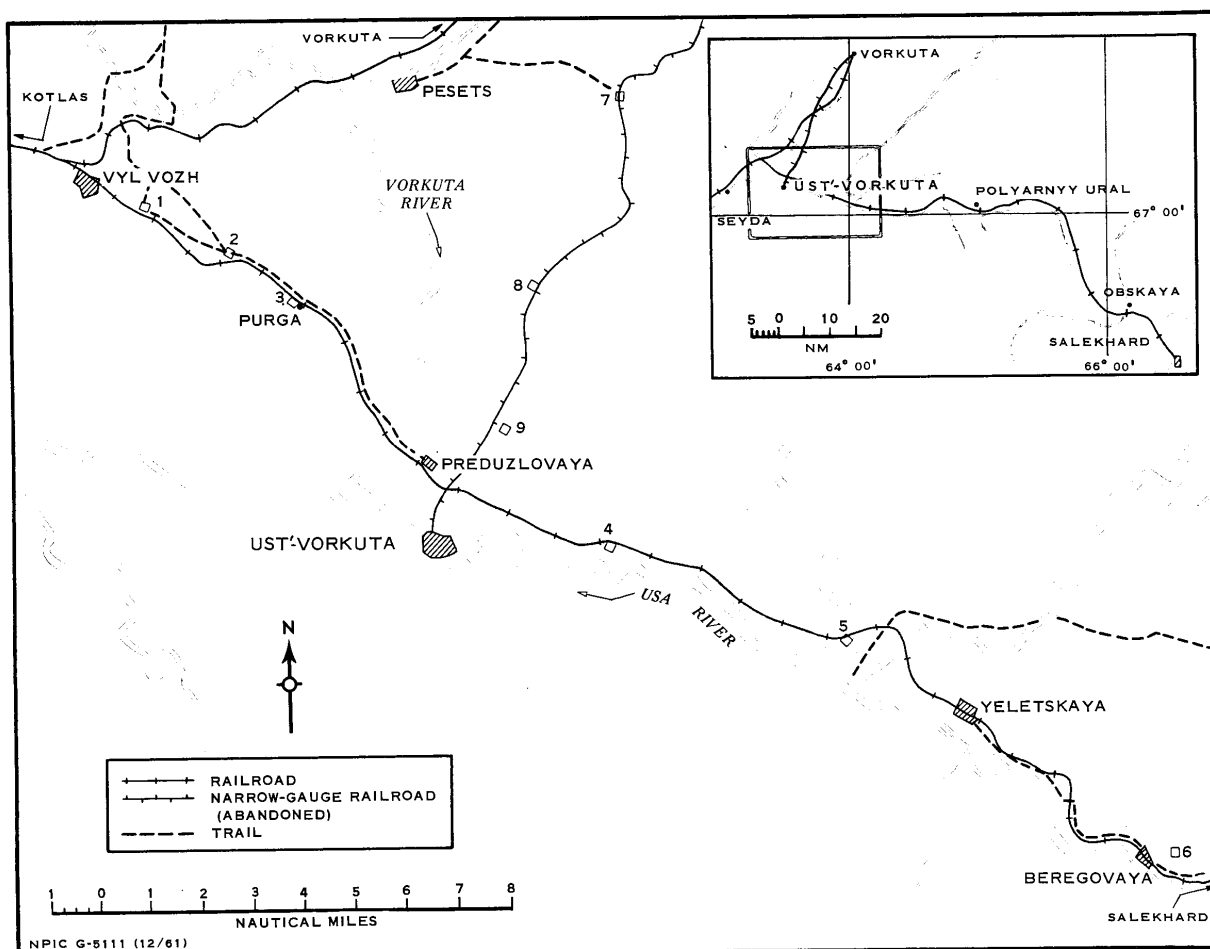 VORKUTA
KOTLAS
PESETS
7
VYL VOZH
1
VORKUTA
RIVER
2
3
PURGA
8
9
PREDUZLOVAYA
UST'-VORKUTA
4
USA
RIVER
5
YELETSKAYA
6
BEREGOVAYA
SALEKHARD
VORKUTA
UST'-VORKUTA
POLYARNYY URAL
SEYDA
67° 00'
OBSKAYA
SALEKHARD
5 0 10 20
NM
64° 00'
66° 00'
N
RAILROAD
NARROW-GAUGE RAILROAD
(ABANDONED)
TRAIL
1 0 1 2 3 4 5 6 7 8
NAUTICAL MILES
NPIC G-5111 (12/61)